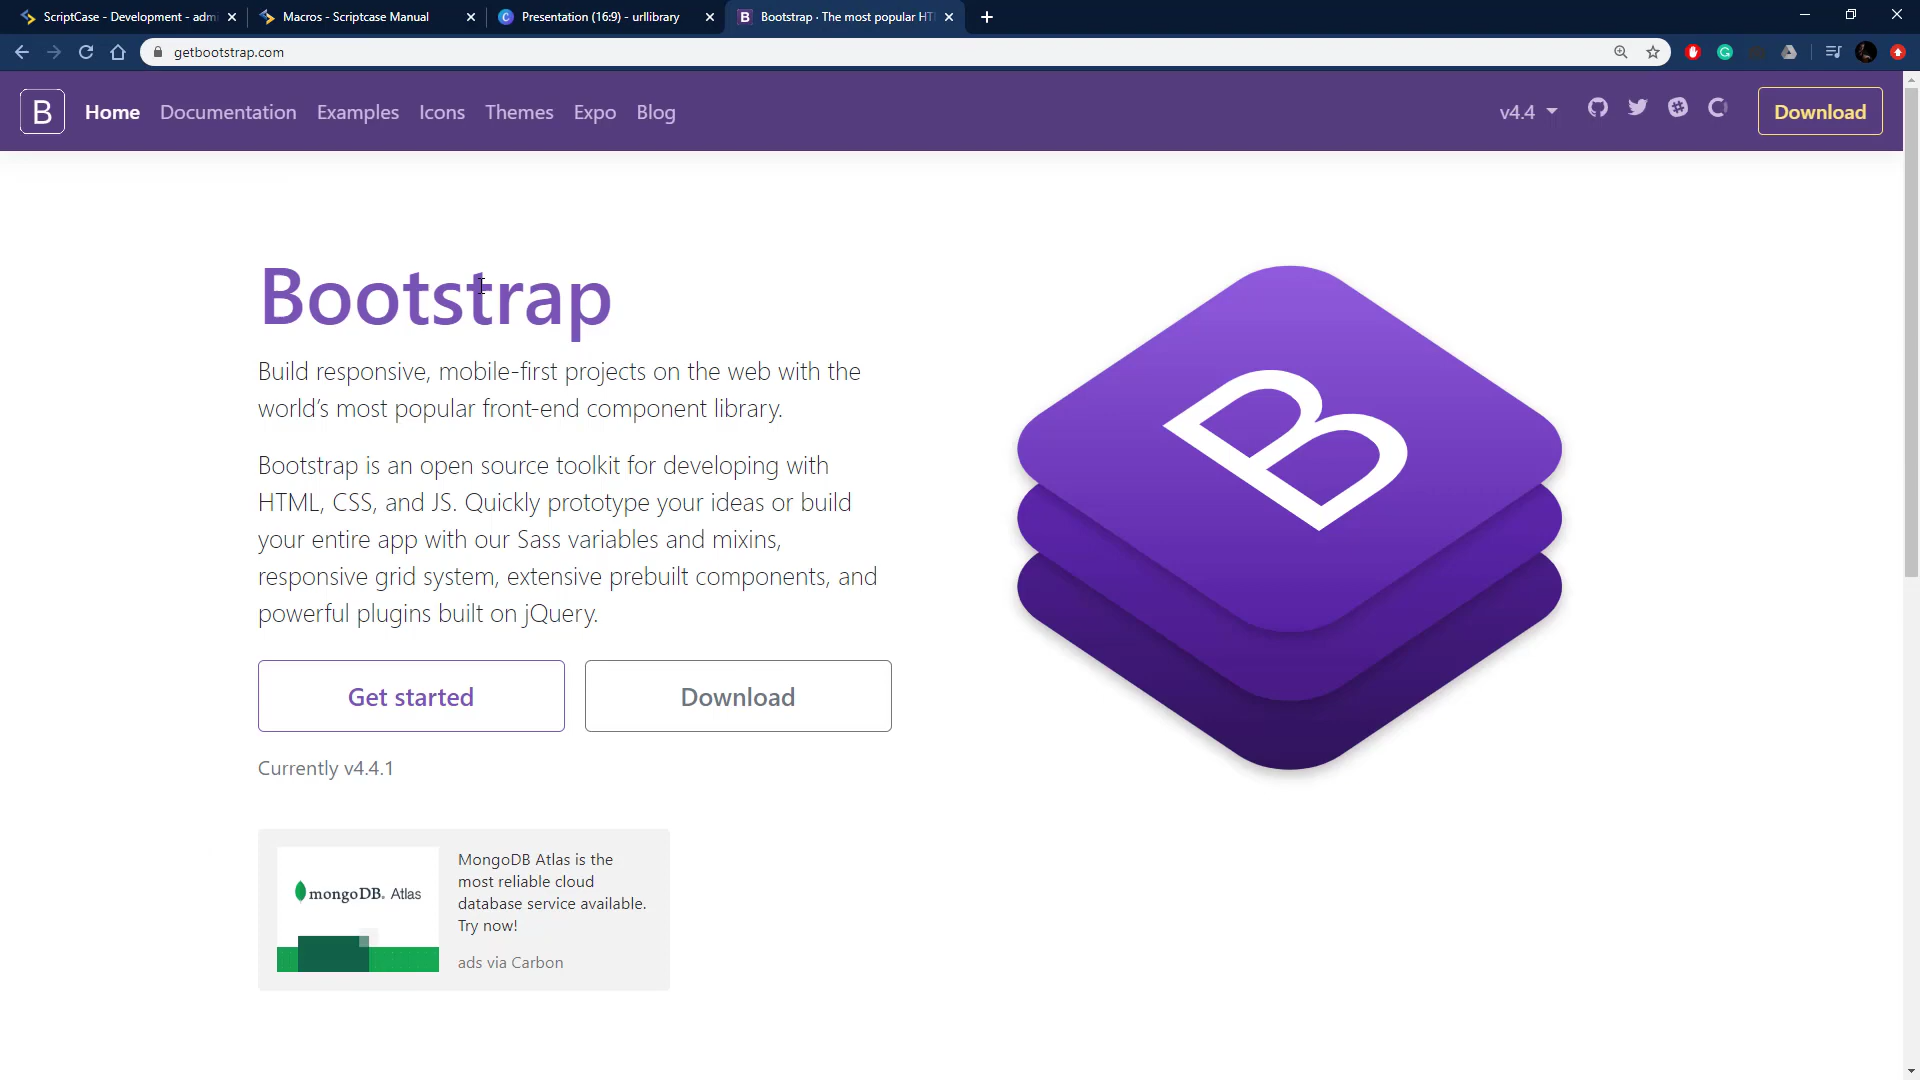 ScriptCase - Development - adm
Macros - Scriptcase Manual
Presentation (16:9) - urllibrary
B Bootstrap · The most popular HT
getbootstrap.com
B Home Documentation Examples Icons Themes Expo Blog v4.4 Download
Bootstrap
Build responsive, mobile-first projects on the web with the
world's most popular front-end component library.
Bootstrap is an open source toolkit for developing with
HTML, CSS, and JS. Quickly prototype your ideas or build
your entire app with our Sass variables and mixins,
responsive grid system, extensive prebuilt components, and
powerful plugins built on jQuery.
B
Get started
Download
Currently v4.4.1
mongoDB. Atlas
MongoDB Atlas is the
most reliable cloud
database service available.
Try now!
ads via Carbon